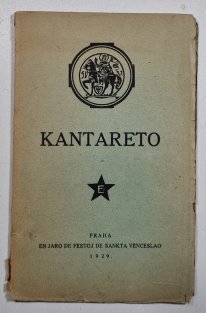 KANTARETO
E
PRAHA
EN JARO DE FESTOJ DE SANKTA VENCESLAO
1929